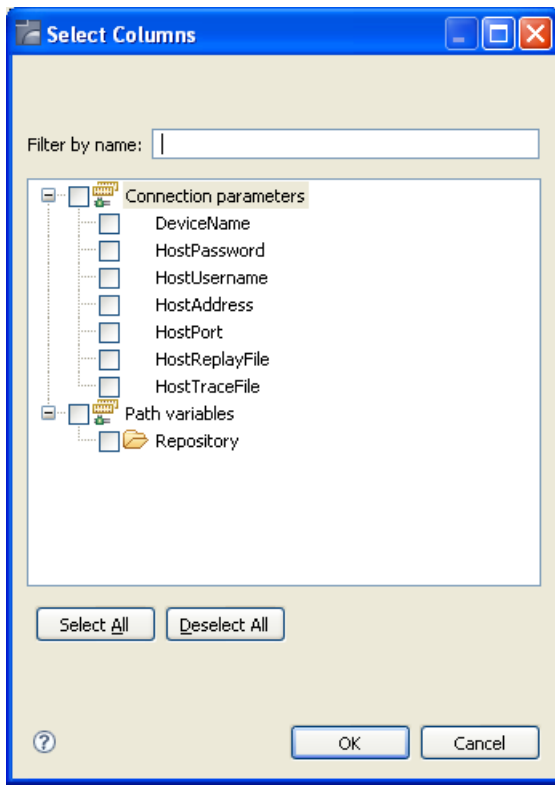 Select Columns
Filter by name:
Connection parameters
DeviceName
HostPassword
HostUsername
HostAddress
HostPort
HostReplayFile
HostTraceFile
Path variables
Repository
Select All Deselect All
? OK Cancel